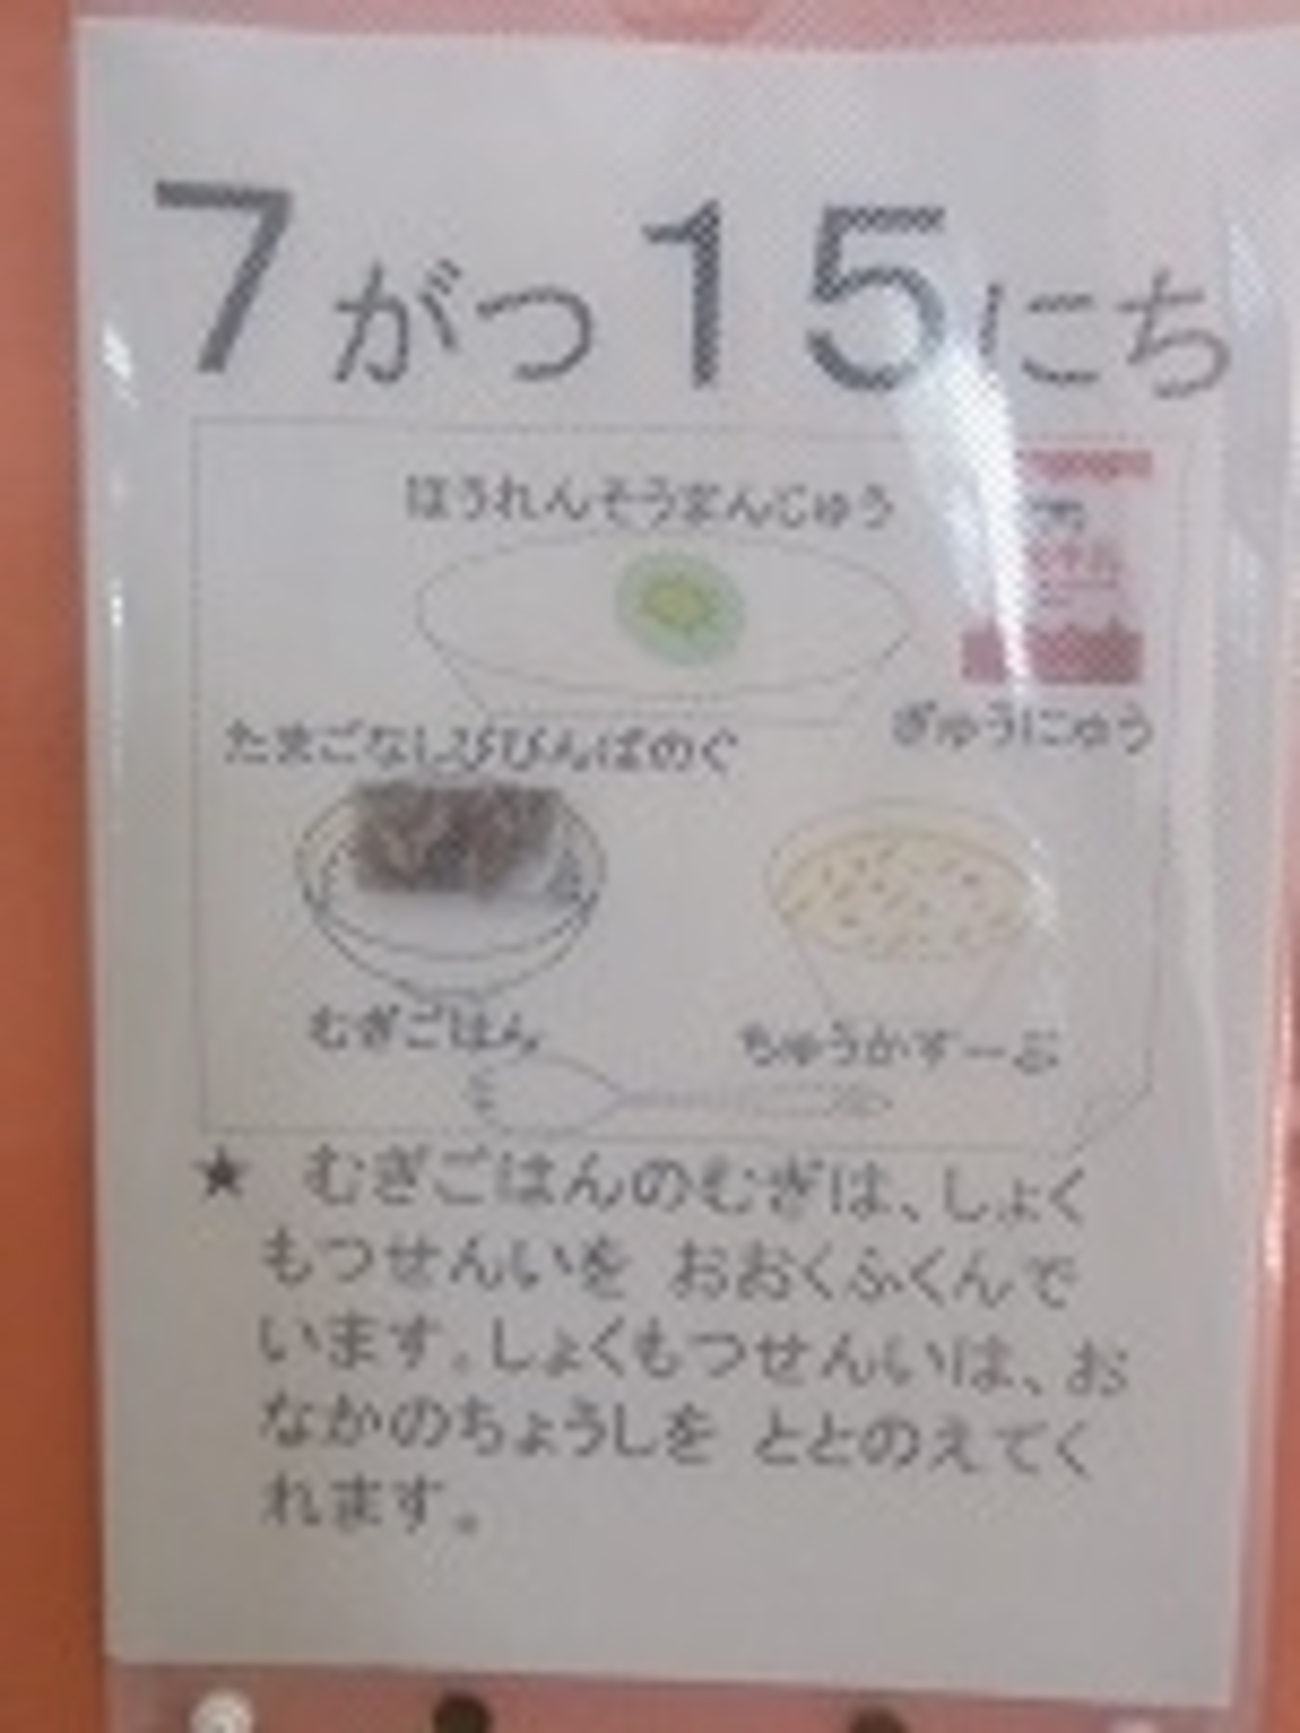 7がつ15にち
ほうれんそうまんじゅう
ぎゅうにゅう
たまごなしびびんばのぐ
むぎごはん
ちゅうかすーぷ
★ むぎごはんのむぎは、しょく
もつせんいを おおくふくんで
います。しょくもつせんいは、お
なかのちょうしを ととのえてく
れます。